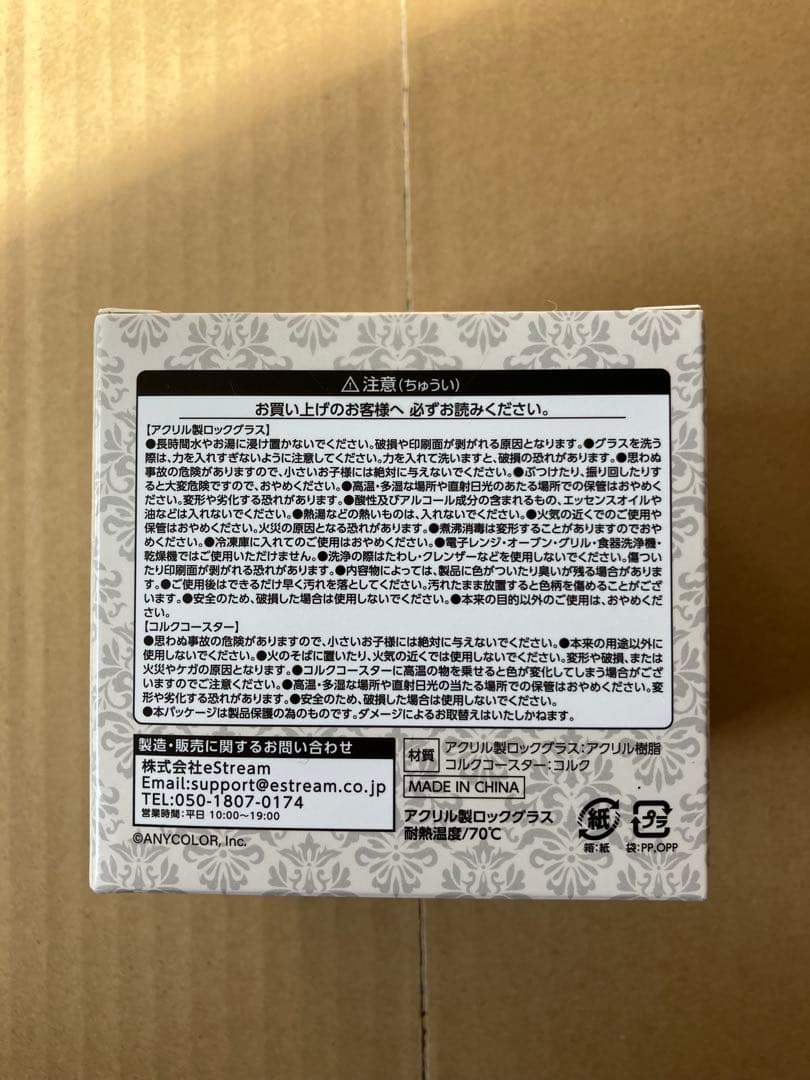 ⚠注意(ちゅうい)
お買い上げのお客様へ 必ずお読みください。
【アクリル製ロックグラス】
●長時間水やお湯に浸け置かないでください。破損や印刷面が剥がれる原因となります。●グラスを洗う
際は、力を入れすぎないように注意してください。力を入れて洗いますと、破損の恐れがあります。●思わぬ
事故の危険がありますので、小さいお子様には絶対に与えないでください。●ぶつけたり、振り回したりする
ると大変危険ですので、おやめください。●高温・多湿な場所や直射日光のあたる場所での保管はおやめくだ
さい。変形や劣化する恐れがあります。●酸性及びアルコール成分の含まれるもの、エッセンスオイルや
油などは入れないでください。●熱湯などの熱いものは、入れないでください。●火気の近くでのご使用や
保管はおやめください。火災の原因となる恐れがあります。●煮沸消毒は変形することがありますのでおや
めください。●冷凍庫に入れてのご使用はおやめください。●電子レンジ・オーブン・グリル・食器洗浄機・
乾燥機ではご使用いただけません。●洗浄の際はたわし・クレンザーなどを使用しないでください。傷つい
たり印刷面が剥がれる恐れがあります。●内容物によっては、製品に色がついたり臭いが残る場合がありま
す。●ご使用後はできるだけ早く汚れを落としてください。汚れたまま放置すると色柄を傷めることがござ
います。●安全のため、破損した場合は使用しないでください。●本来の目的以外のご使用は、おやめくだ
さい。
【コルクコースター】
●思わぬ事故の危険がありますので、小さいお子様には絶対に与えないでください。●本来の用途以外に
使用しないでください。●火のそばに置いたり、火気の近くでは使用しないでください。変形や破損、または
火災やケガの原因となります。●コルクコースターに高温の物を乗せると色が変化してしまう場合がござ
いますのでご注意ください。●高温・多湿な場所や直射日光の当たる場所での保管はおやめください。変
形や劣化する恐れがあります。●安全のため、破損した場合は使用しないでください。
●本パッケージは製品保護の為のものです。ダメージによるお取替えはいたしかねます。
製造・販売に関するお問い合わせ
株式会社eStream
Email:support@estream.co.jp
TEL:050-1807-0174
営業時間:平日 10:00〜19:00
©ANYCOLOR, Inc.
材質 アクリル製ロックグラス:アクリル樹脂
コルクコースター:コルク
MADE IN CHINA
アクリル製ロックグラス
耐熱温度/70℃
紙
箱:紙
プラ
袋:PP,OPP